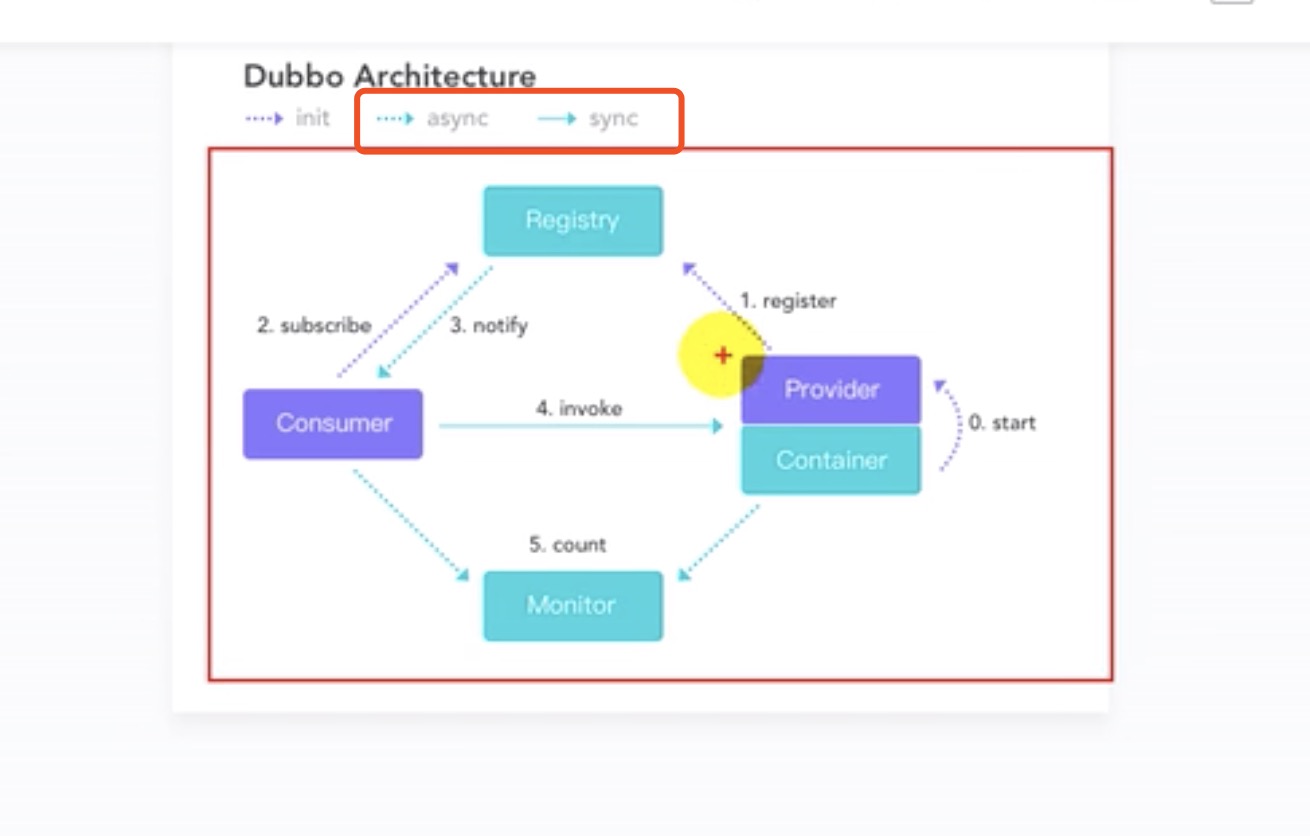 Dubbo Architecture
init async sync
Registry
1. register
2. subscribe 3. notify
Provider
4. invoke
Consumer
0. start
Container
5. count
Monitor